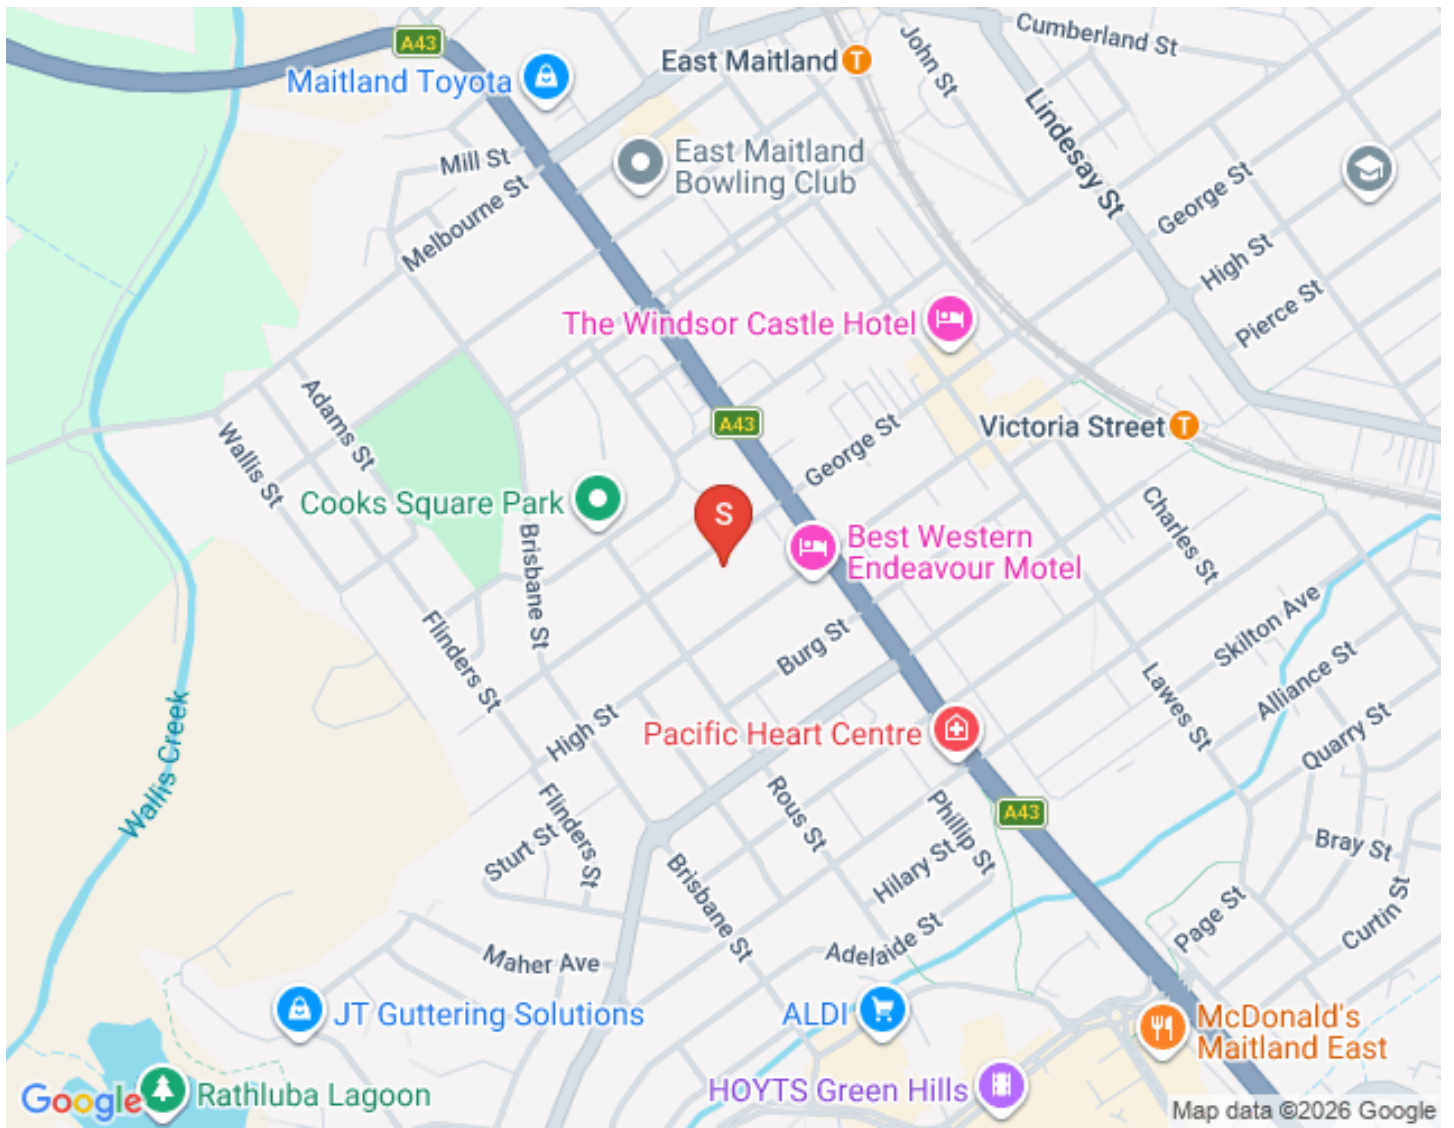 A43
Maitland Toyota
East Maitland
T
Cumberland St
John St
Lindesay St
Mill St
East Maitland
Bowling Club
Melbourne St
George St
High St
Pierce St
The Windsor Castle Hotel
Adams St
Wallis St
A43
George St
Victoria Street
T
Cooks Square Park
S
Best Western
Endeavour Motel
Charles St
Brisbane St
Flinders St
Burg St
Skilton Ave
Alliance St
Lawes St
Quarry St
High St
Pacific Heart Centre
Wallis Creek
Rous St
Phillip St
A43
Flinders St
Sturt St
Bray St
Hilary St
Brisbane St
Adelaide St
Page St
Curtin St
Maher Ave
JT Guttering Solutions
ALDI
McDonald's
Maitland East
HOYTS Green Hills
Rathluba Lagoon
Google
Map data ©2026 Google